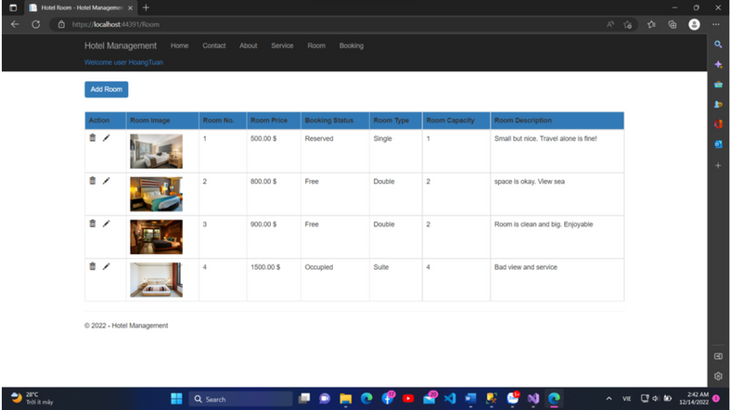 Hotel Room - Hotel Management
https://localhost:44391/Room
Hotel Management Home Contact About Service Room Booking
Welcome user HoangTuan
Add Room
Action Room Image Room No. Room Price Booking Status Room Type Room Capacity Room Description
1 500.00 $ Reserved Single 1 Small but nice. Travel alone is fine!
2 800.00 $ Free Double 2 space is okay. View sea
3 900.00 $ Free Double 2 Room is clean and big. Enjoyable
4 1500.00 $ Occupied Suite 4 Bad view and service
© 2022 - Hotel Management
28°C
Trời ít mây
Search
VIE
2:42 AM
12/14/2022